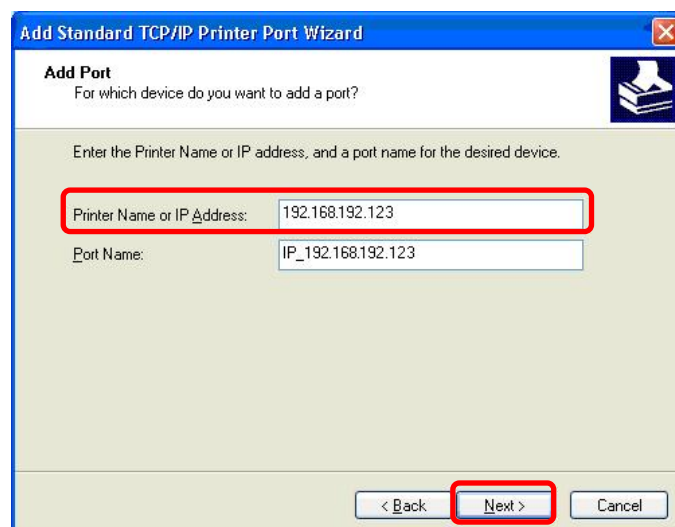 Add Standard TCP/IP Printer Port Wizard
Add Port
For which device do you want to add a port?
Enter the Printer Name or IP address, and a port name for the desired device.
Printer Name or IP Address: 192.168.192.123
Port Name: IP_192.168.192.123
< Back Next > Cancel